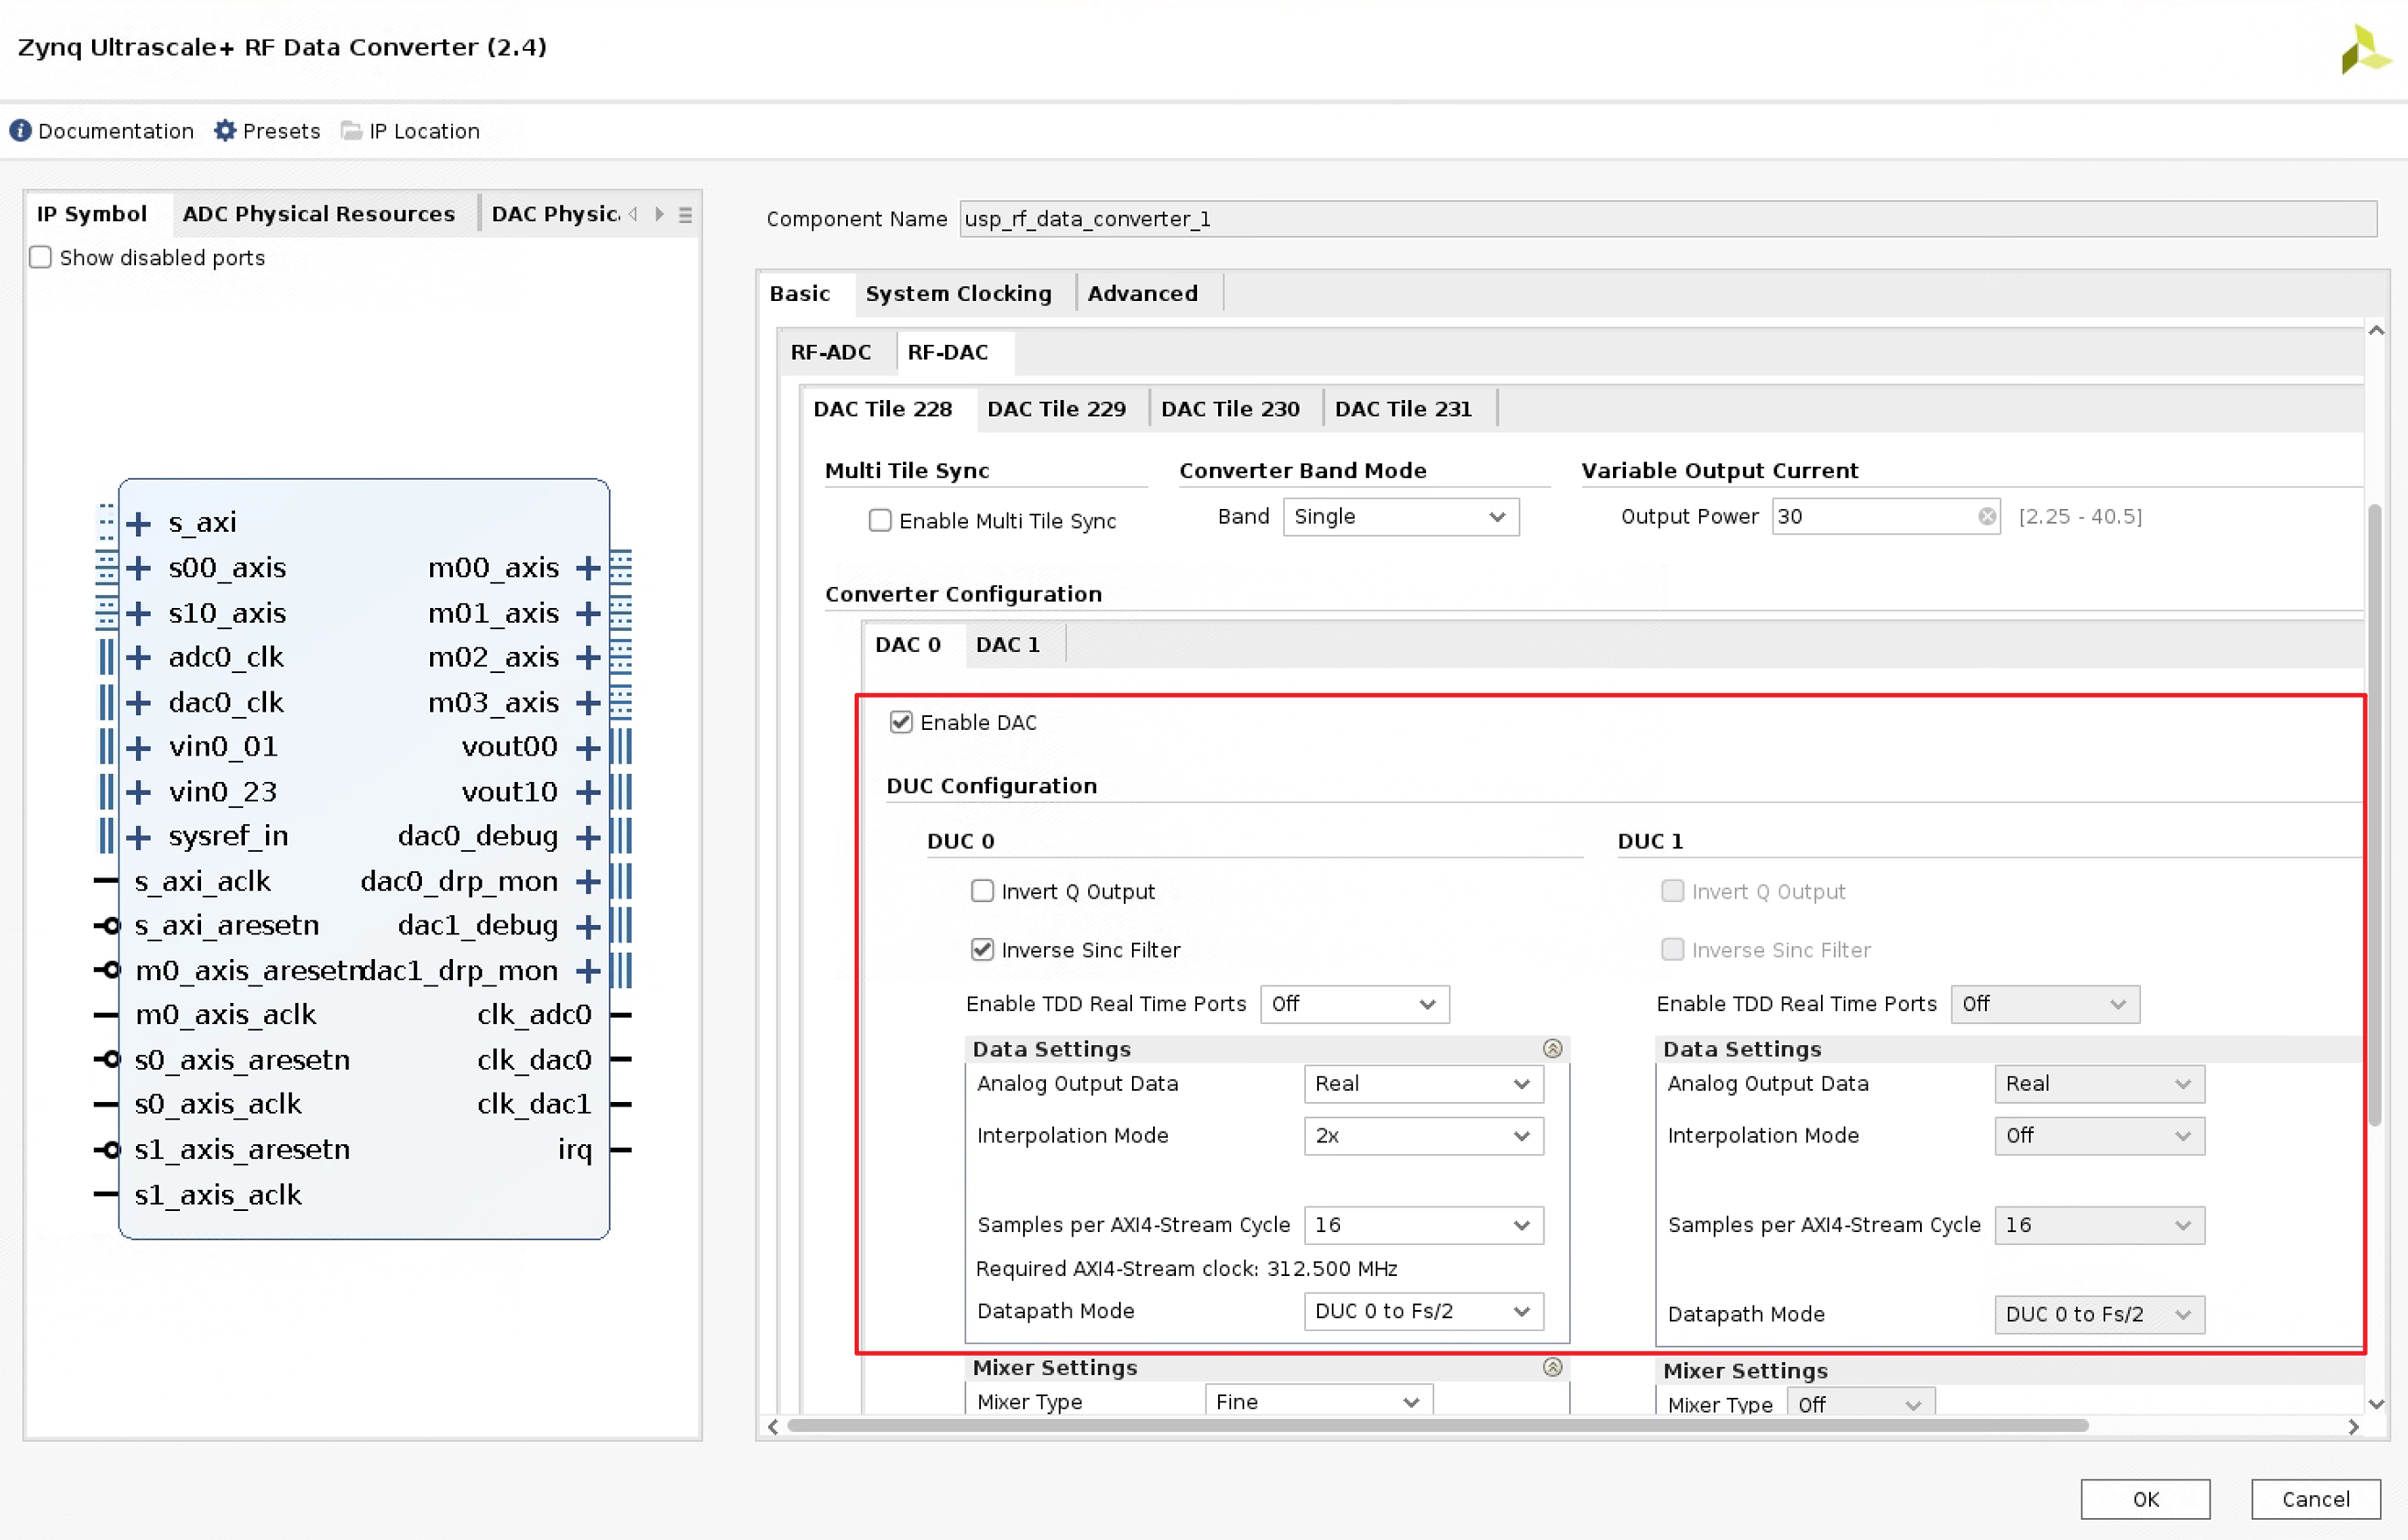 Zynq Ultrascale+ RF Data Converter (2.4)
Documentation Presets IP Location
IP Symbol ADC Physical Resources DAC Physic
Show disabled ports
s_axi
s00_axis m00_axis
s10_axis m01_axis
adc0_clk m02_axis
dac0_clk m03_axis
vin0_01 vout00
vin0_23 vout10
sysref_in dac0_debug
s_axi_aclk dac0_drp_mon
s_axi_aresetn dac1_debug
m0_axis_aresetn dac1_drp_mon
m0_axis_aclk clk_adc0
s0_axis_aresetn clk_dac0
s0_axis_aclk clk_dac1
s1_axis_aresetn irq
s1_axis_aclk
Component Name usp_rf_data_converter_1
Basic System Clocking Advanced
RF-ADC RF-DAC
DAC Tile 228 DAC Tile 229 DAC Tile 230 DAC Tile 231
Multi Tile Sync Converter Band Mode Variable Output Current
Enable Multi Tile Sync Band Single Output Power 30 [2.25 - 40.5]
Converter Configuration
DAC 0 DAC 1
Enable DAC
DUC Configuration
DUC 0 DUC 1
Invert Q Output Invert Q Output
Inverse Sinc Filter Inverse Sinc Filter
Enable TDD Real Time Ports Off Enable TDD Real Time Ports Off
Data Settings Data Settings
Analog Output Data Real Analog Output Data Real
Interpolation Mode 2x Interpolation Mode Off
Samples per AXI4-Stream Cycle 16 Samples per AXI4-Stream Cycle 16
Required AXI4-Stream clock: 312.500 MHz
Datapath Mode DUC 0 to Fs/2 Datapath Mode DUC 0 to Fs/2
Mixer Settings Mixer Settings
Mixer Type Fine Mixer Type Off
OK Cancel